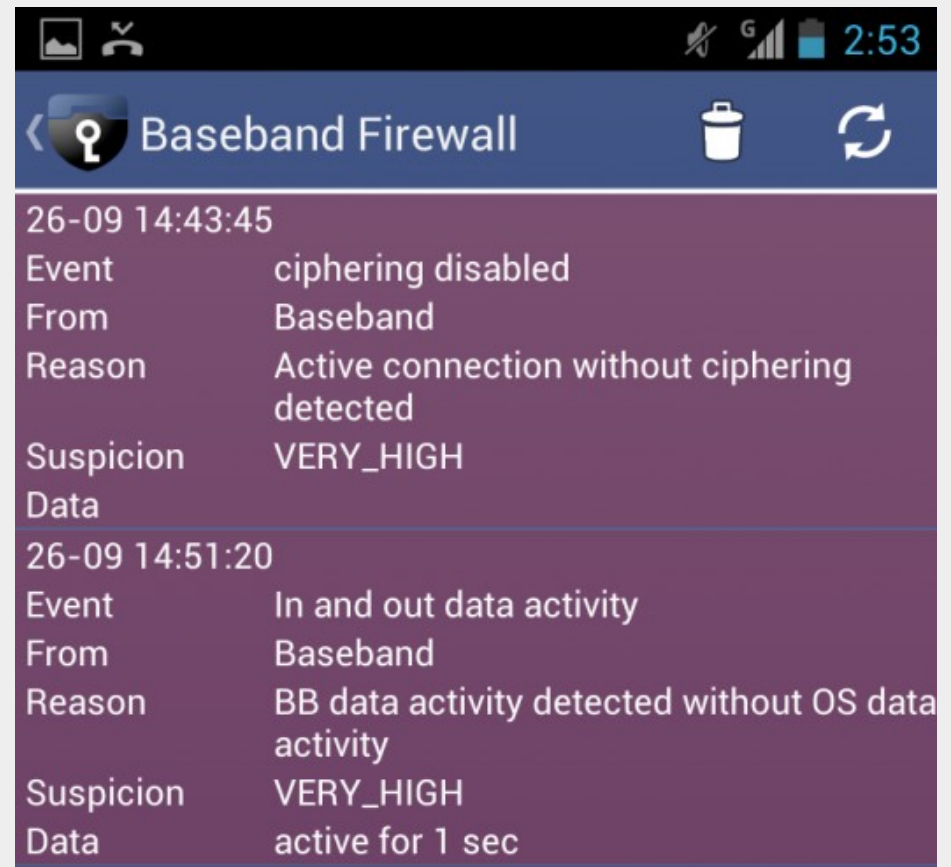 G 2:53
Baseband Firewall
26-09 14:43:45
Event ciphering disabled
From Baseband
Reason Active connection without ciphering
detected
Suspicion VERY_HIGH
Data
26-09 14:51:20
Event In and out data activity
From Baseband
Reason BB data activity detected without OS data
activity
Suspicion VERY_HIGH
Data active for 1 sec